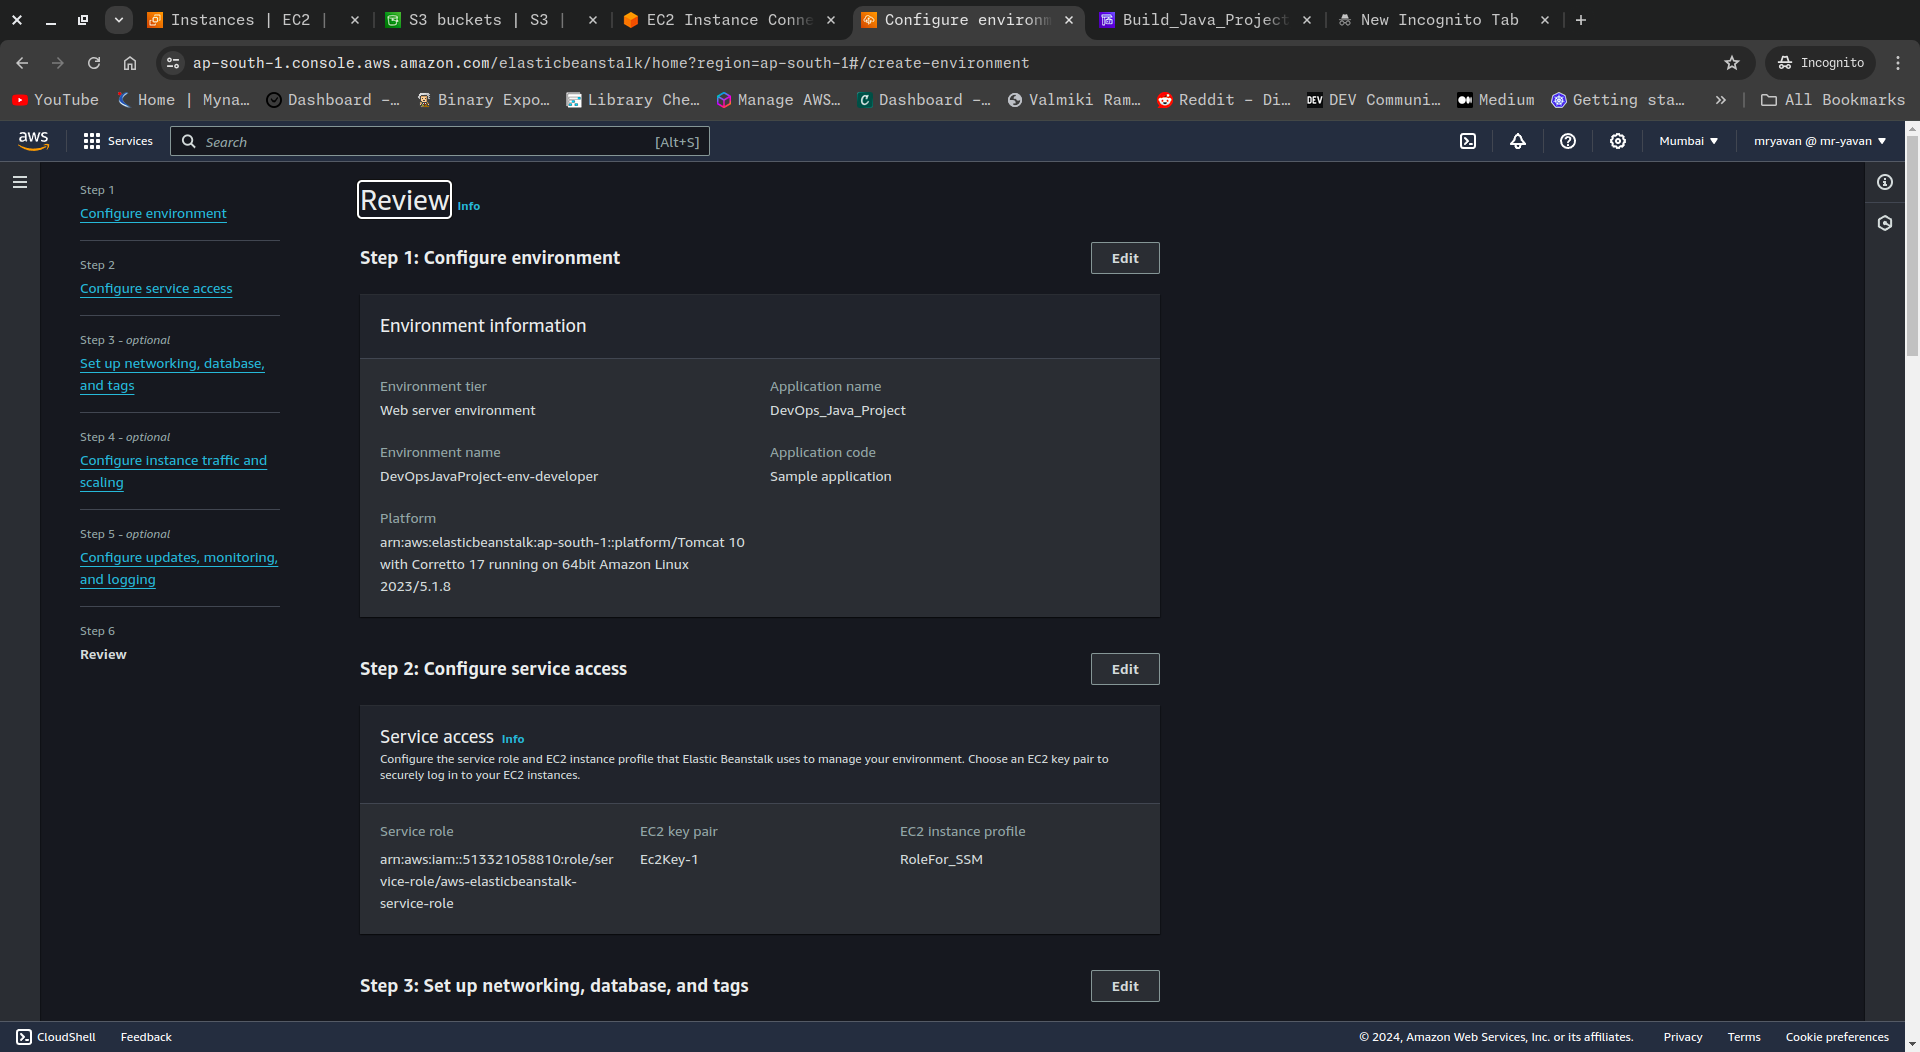 Instances | EC2 |
S3 buckets | S3 |
EC2 Instance Conne
Configure environm
Build_Java_Project
New Incognito Tab
ap-south-1.console.aws.amazon.com/elasticbeanstalk/home?region=ap-south-1#/create-environment
Incognito
YouTube
Home | Myna…
Dashboard –…
Binary Expo…
Library Che…
Manage AWS…
Dashboard –…
Valmiki Ram…
Reddit - Di…
DEV
DEV Communi…
Medium
Getting sta…
All Bookmarks
aws
Services
Search
[Alt+S]
Mumbai
mryavan @ mr-yavan
Step 1
Configure environment
Step 2
Configure service access
Step 3 - optional
Set up networking, database,
and tags
Step 4 - optional
Configure instance traffic and
scaling
Step 5 - optional
Configure updates, monitoring,
and logging
Step 6
Review
Review Info
Step 1: Configure environment
Edit
Environment information
Environment tier
Web server environment
Application name
DevOps_Java_Project
Environment name
DevOpsJavaProject-env-developer
Application code
Sample application
Platform
arn:aws:elasticbeanstalk:ap-south-1::platform/Tomcat 10
with Corretto 17 running on 64bit Amazon Linux
2023/5.1.8
Step 2: Configure service access
Edit
Service access Info
Configure the service role and EC2 instance profile that Elastic Beanstalk uses to manage your environment. Choose an EC2 key pair to
securely log in to your EC2 instances.
Service role
arn:aws:iam::513321058810:role/ser
vice-role/aws-elasticbeanstalk-
service-role
EC2 key pair
Ec2Key-1
EC2 instance profile
RoleFor_SSM
Step 3: Set up networking, database, and tags
Edit
CloudShell
Feedback
© 2024, Amazon Web Services, Inc. or its affiliates.
Privacy
Terms
Cookie preferences